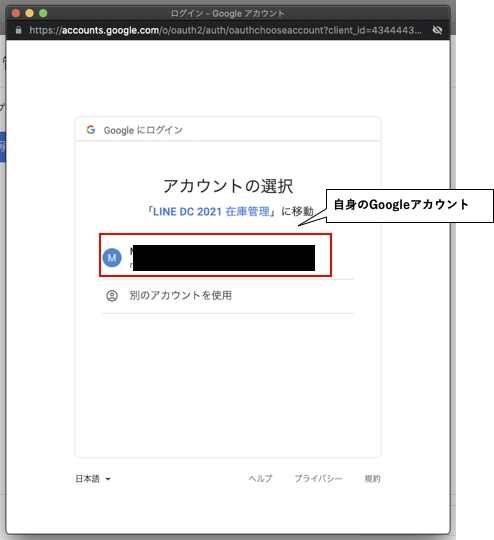 ログイン - Google アカウント
https://accounts.google.com/o/oauth2/auth/oauthchooseaccount?client_id=4344443...
G Google にログイン
アカウントの選択
「LINE DC 2021 在庫管理」に移動
自身のGoogleアカウント
M
別のアカウントを使用
日本語
ヘルプ
プライバシー
規約